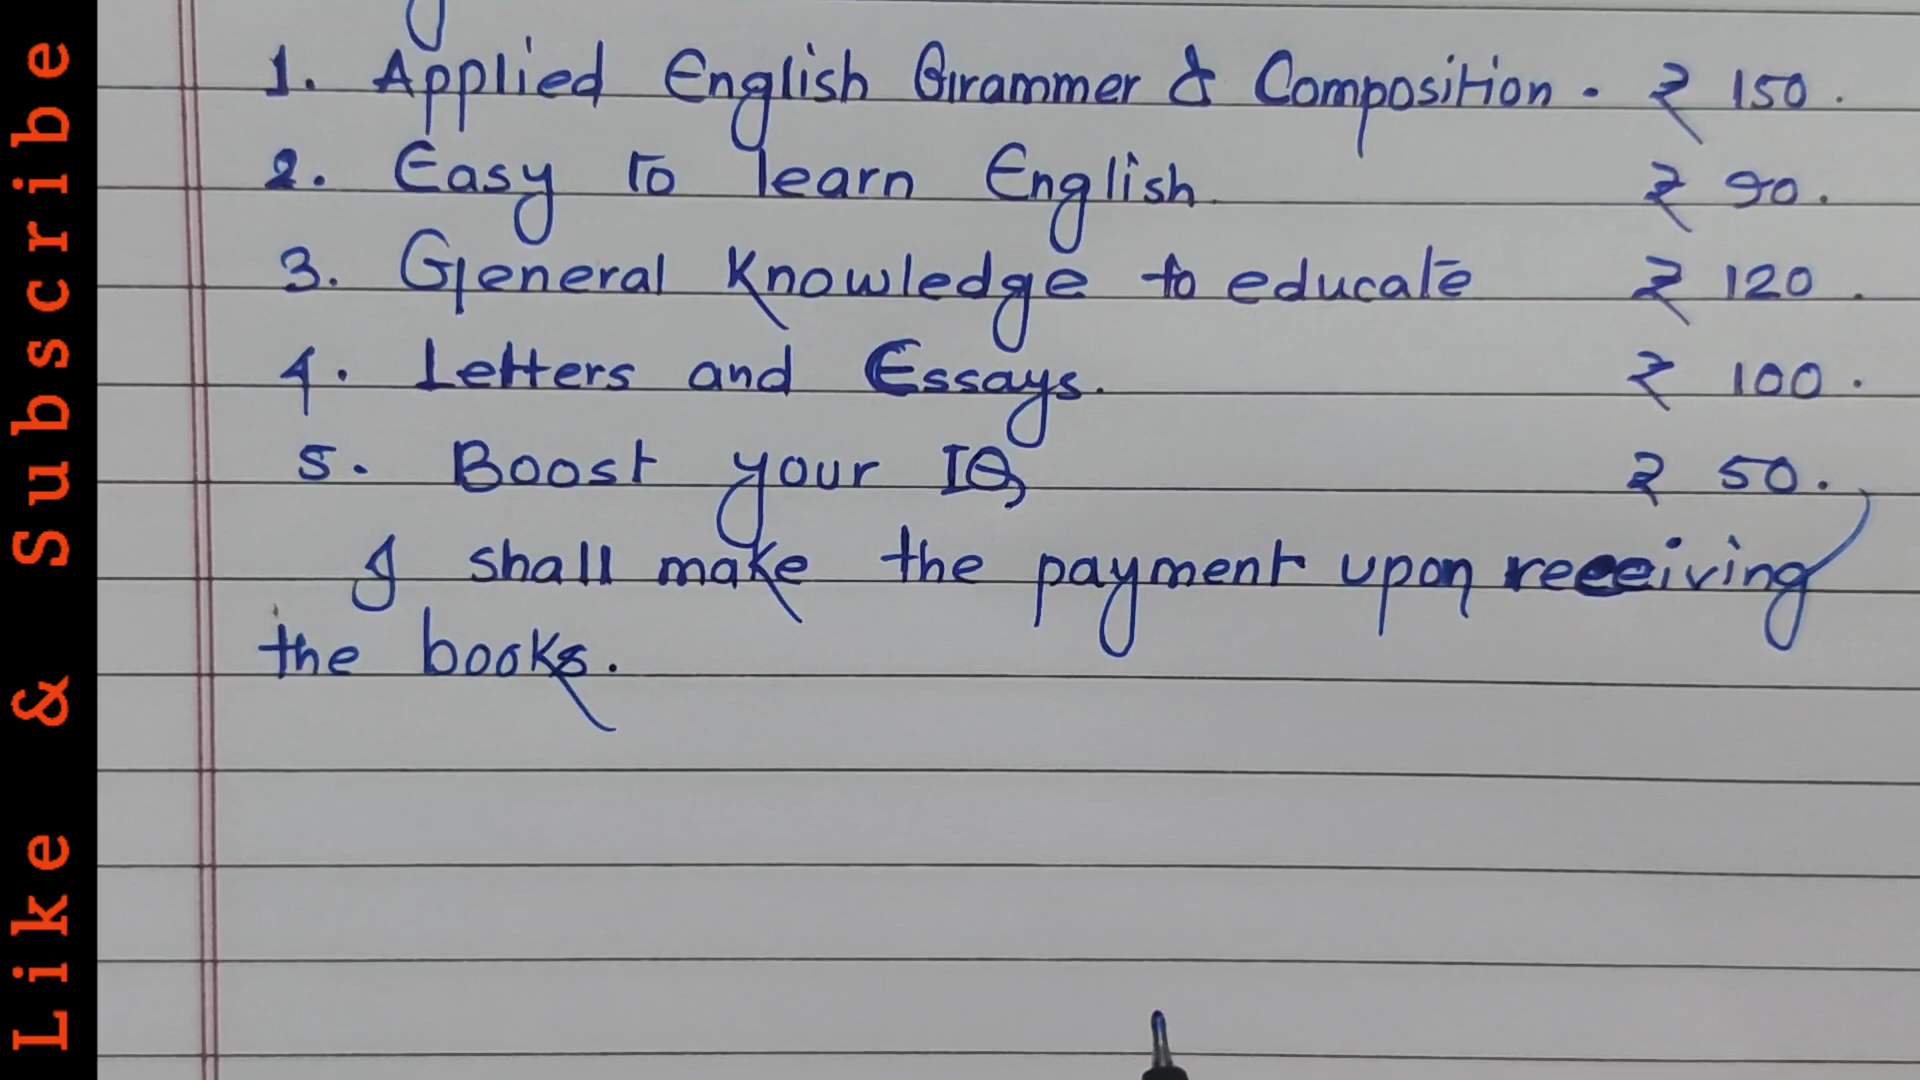 Like & Subscribe
1. Applied English Grammer & Composition. ₹ 150.
2. Easy to learn English. ₹ 90.
3. General Knowledge to educate ₹ 120.
4. Letters and Essays. ₹ 100.
5. Boost your IQ ₹ 50.
I shall make the payment upon receiving
the books.